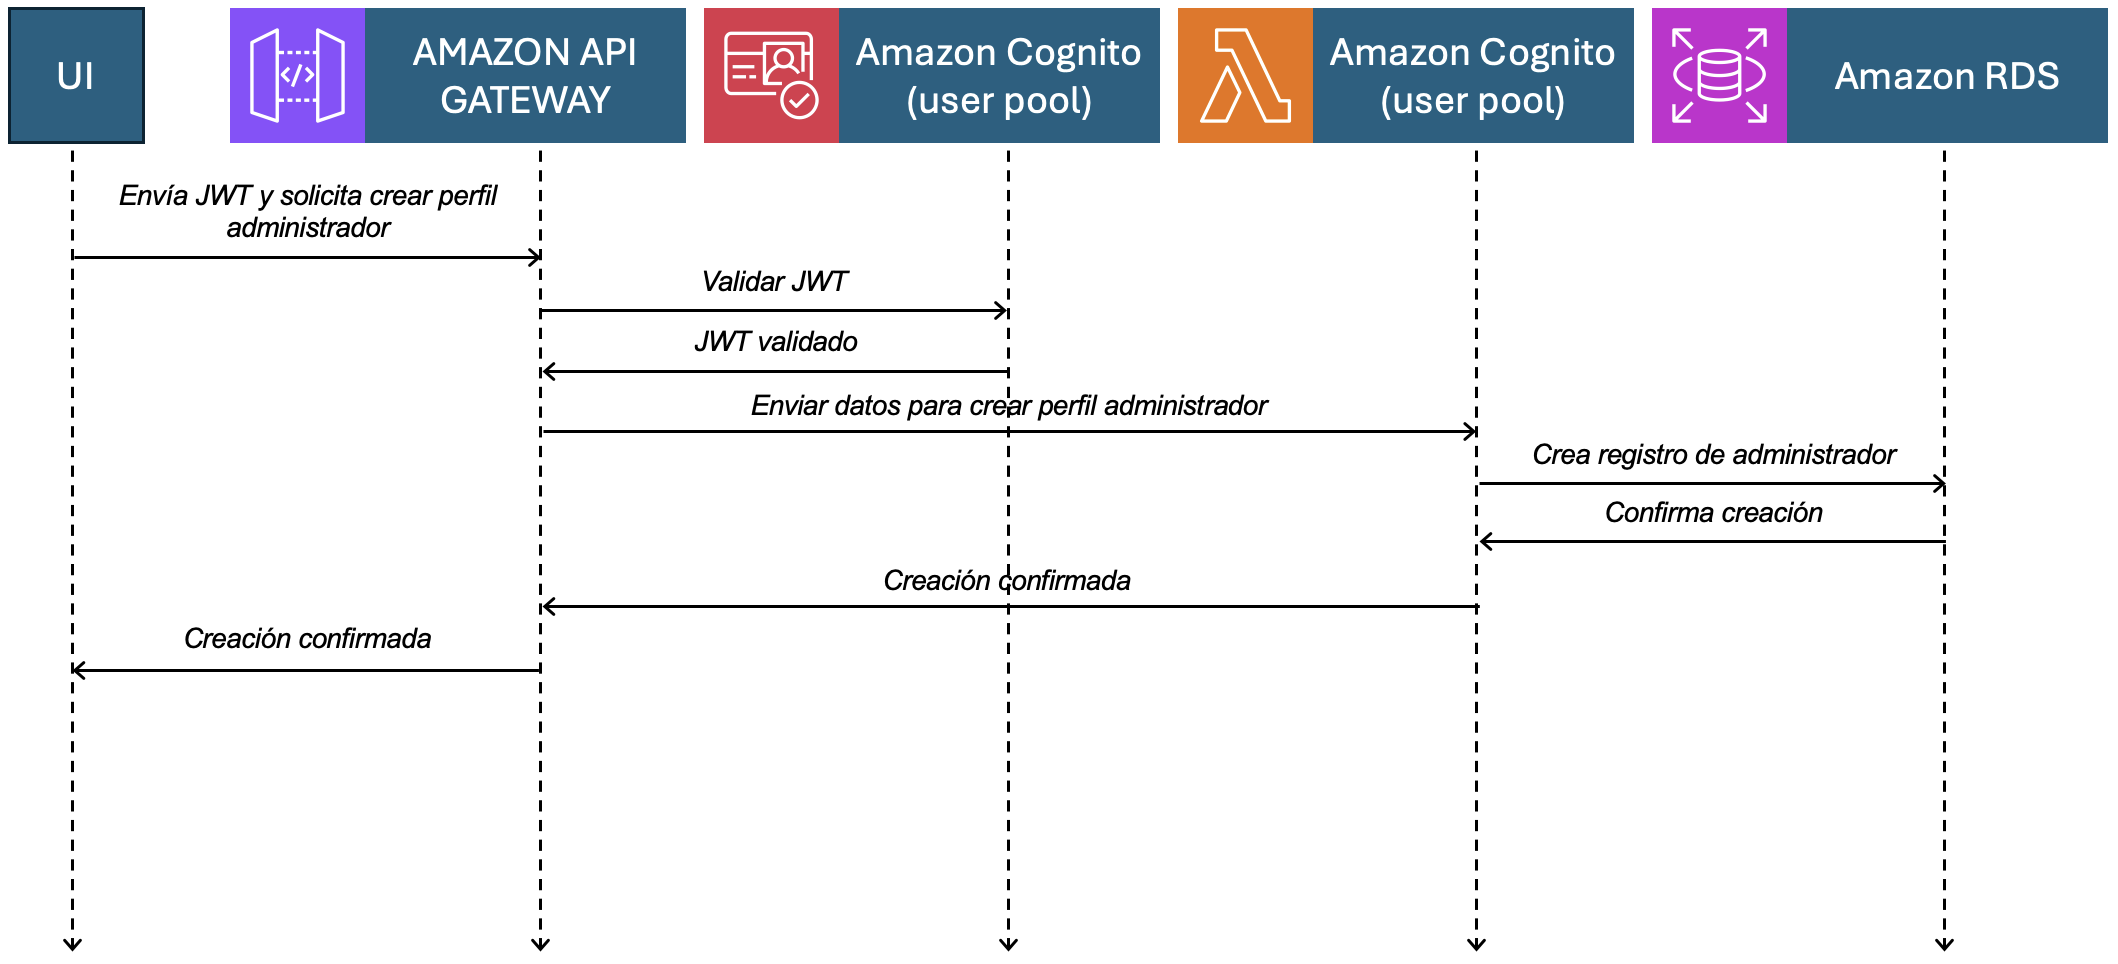 UI
AMAZON API
GATEWAY
Amazon Cognito
(user pool)
Amazon Cognito
(user pool)
Amazon RDS
Envía JWT y solicita crear perfil
administrador
Validar JWT
JWT validado
Enviar datos para crear perfil administrador
Crea registro de administrador
Confirma creación
Creación confirmada
Creación confirmada